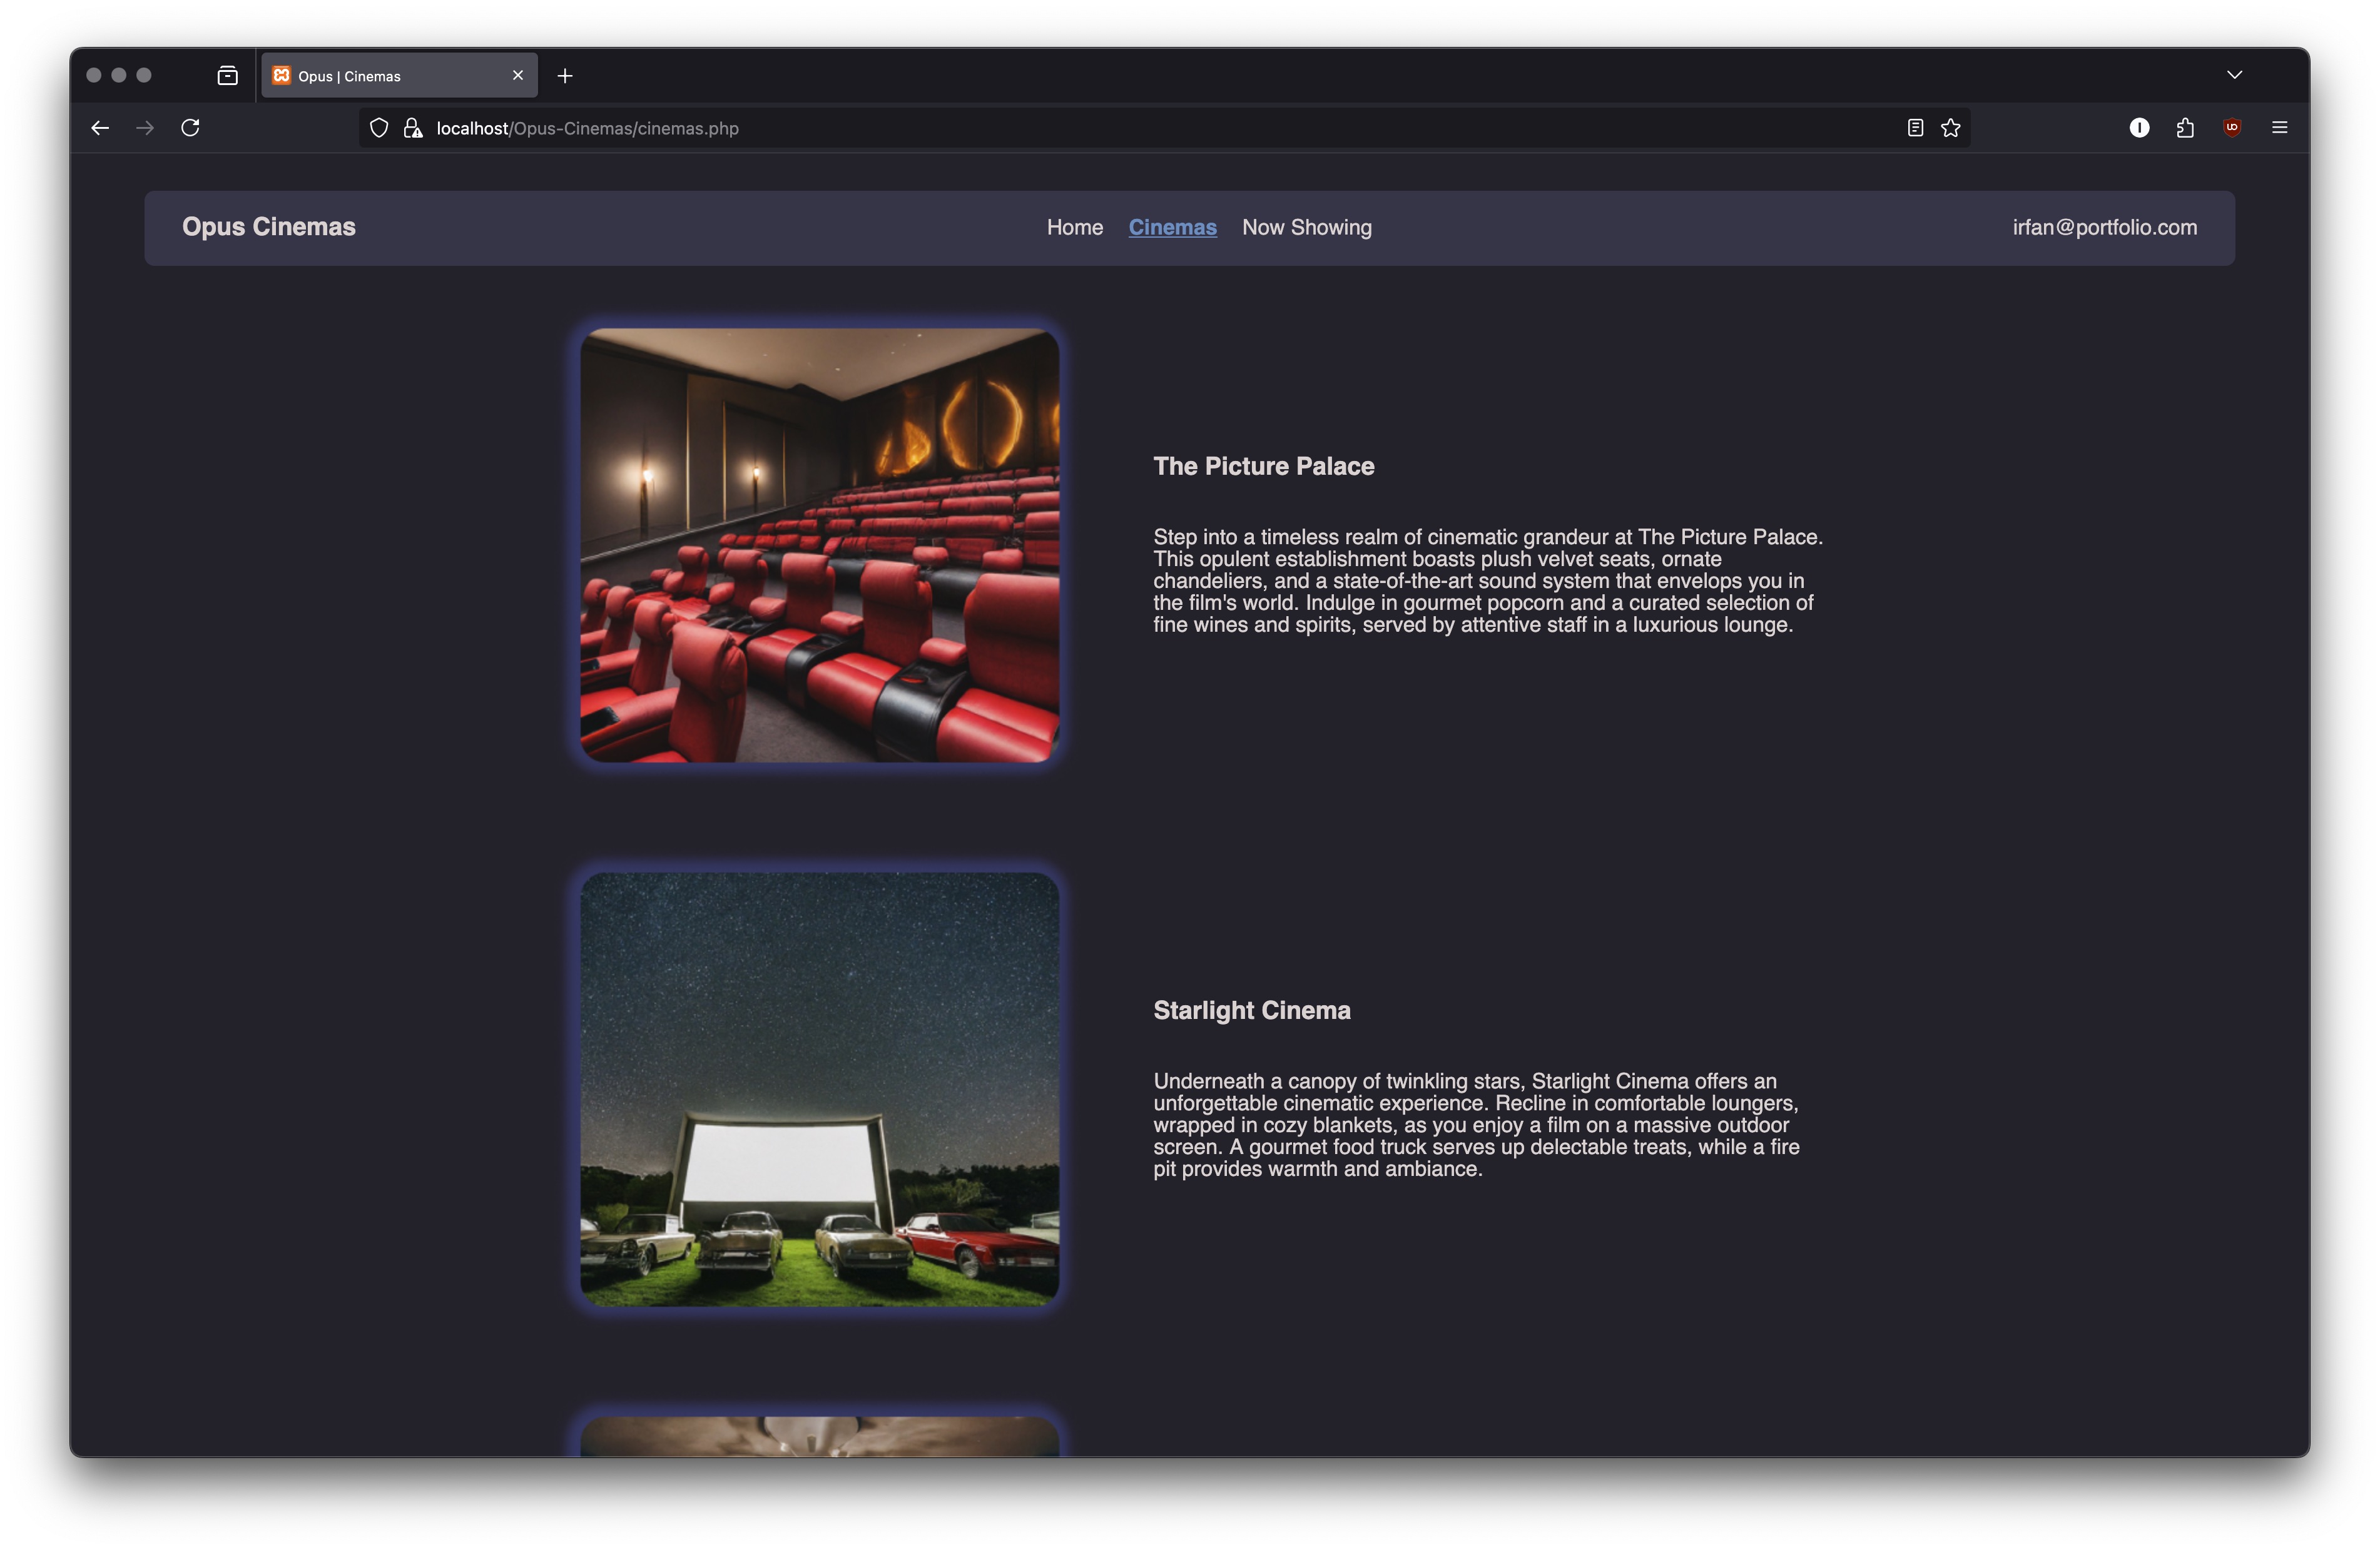 Opus | Cinemas
localhost/Opus-Cinemas/cinemas.php
Opus Cinemas
Home Cinemas Now Showing
irfan@portfolio.com
The Picture Palace
Step into a timeless realm of cinematic grandeur at The Picture Palace.
This opulent establishment boasts plush velvet seats, ornate
chandeliers, and a state-of-the-art sound system that envelops you in
the film's world. Indulge in gourmet popcorn and a curated selection of
fine wines and spirits, served by attentive staff in a luxurious lounge.
Starlight Cinema
Underneath a canopy of twinkling stars, Starlight Cinema offers an
unforgettable cinematic experience. Recline in comfortable loungers,
wrapped in cozy blankets, as you enjoy a film on a massive outdoor
screen. A gourmet food truck serves up delectable treats, while a fire
pit provides warmth and ambiance.